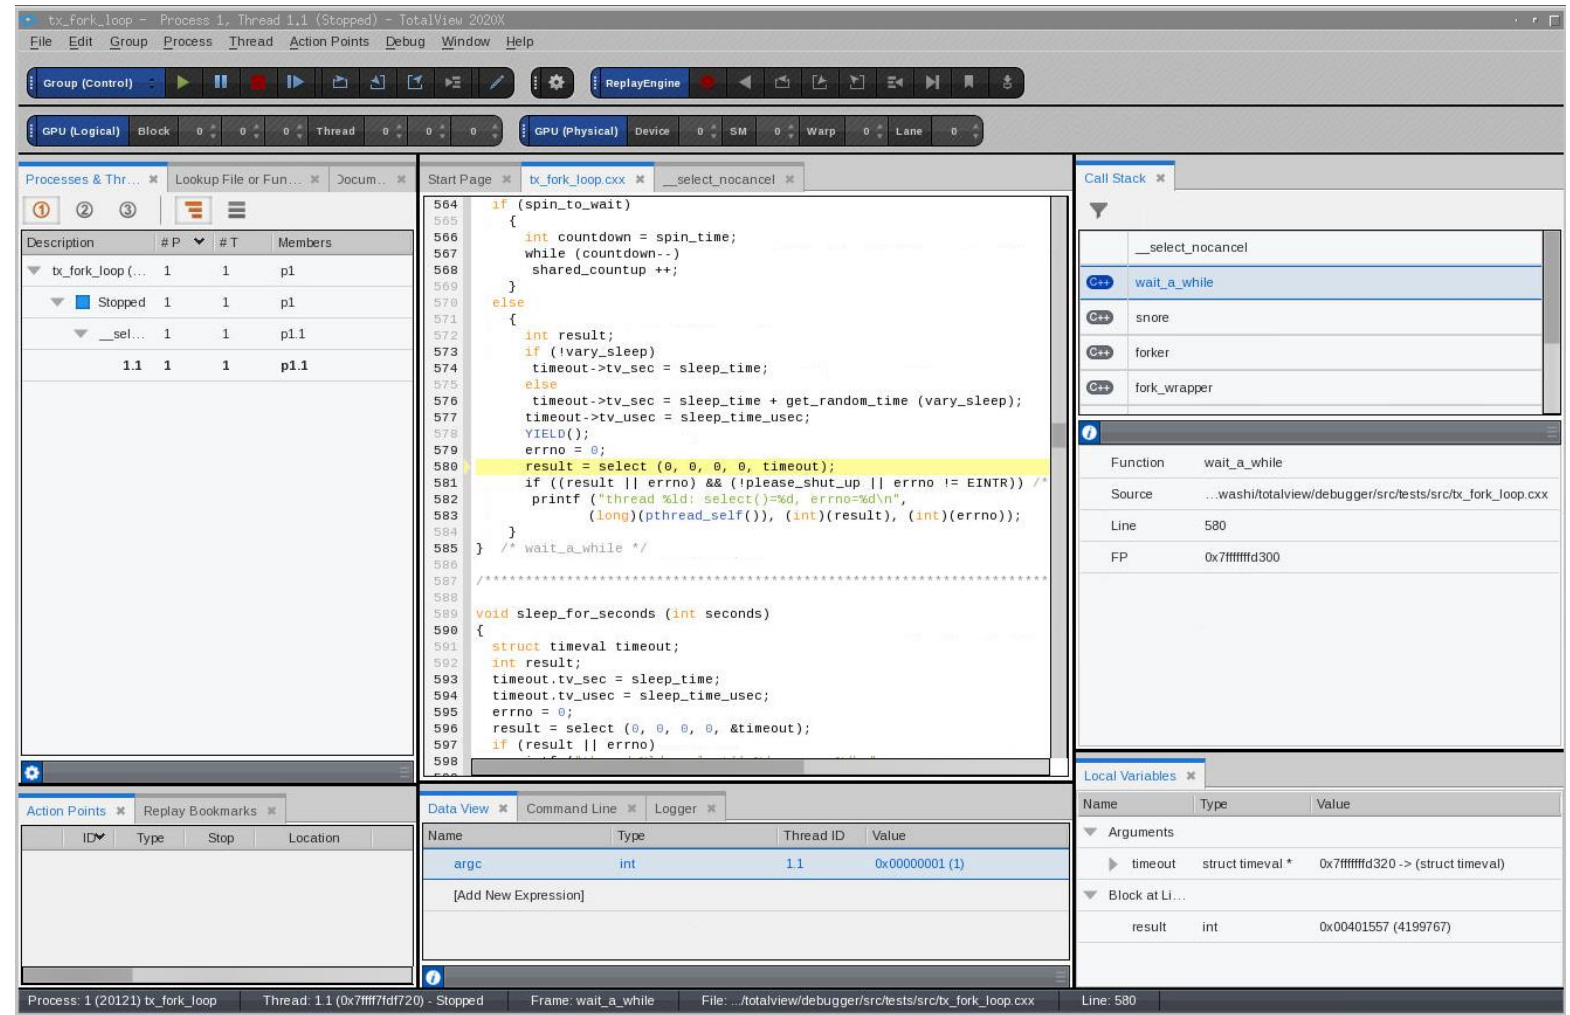 tx_fork_loop - Process 1, Thread 1.1 (Stopped) - TotalView 2020X
File Edit Group Process Thread Action Points Debug Window Help
Group (Control) ReplayEngine
GPU (Logical) Block 0 0 0 Thread 0 0 0 GPU (Physical) Device 0 SM 0 Warp 0 Lane 0
Processes & Thr... Lookup File or Fun... Docum..
1 2 3
Description # P # T Members
tx_fork_loop (... 1 1 p1
Stopped 1 1 p1
__sel... 1 1 p1.1
1.1 1 1 p1.1
Start Page tx_fork_loop.cxx __select_nocancel
564 if (spin_to_wait)
565 {
566 int countdown = spin_time;
567 while (countdown--)
568 shared_countup ++;
569 }
570 else
571 {
572 int result;
573 if (!vary_sleep)
574 timeout->tv_sec = sleep_time;
575 else
576 timeout->tv_sec = sleep_time + get_random_time (vary_sleep);
577 timeout->tv_usec = sleep_time_usec;
578 YIELD();
579 errno = 0;
580 result = select (0, 0, 0, 0, timeout);
581 if ((result || errno) && (!please_shut_up || errno != EINTR)) /*
582 printf ("thread %ld: select()=%d, errno=%d\n",
583 (long)(pthread_self()), (int)(result), (int)(errno));
584 }
585 } /* wait_a_while */
586
587 /*********************************************************************
588
589 void sleep_for_seconds (int seconds)
590 {
591 struct timeval timeout;
592 int result;
593 timeout.tv_sec = sleep_time;
594 timeout.tv_usec = sleep_time_usec;
595 errno = 0;
596 result = select (0, 0, 0, 0, &timeout);
597 if (result || errno)
598
Call Stack
__select_nocancel
C++ wait_a_while
C++ snore
C++ forker
C++ fork_wrapper
Function wait_a_while
Source ...washi/totalview/debugger/src/tests/src/tx_fork_loop.cxx
Line 580
FP 0x7fffffffd300
Action Points Replay Bookmarks
ID Type Stop Location
Data View Command Line Logger
Name Type Thread ID Value
argc int 1.1 0x00000001 (1)
[Add New Expression]
Local Variables
Name Type Value
Arguments
timeout struct timeval * 0x7fffffffd320 -> (struct timeval)
Block at Li...
result int 0x00401557 (4199767)
Process: 1 (20121) tx_fork_loop Thread: 1.1 (0x7ffff7fdf720) - Stopped Frame: wait_a_while File: .../totalview/debugger/src/tests/src/tx_fork_loop.cxx Line: 580